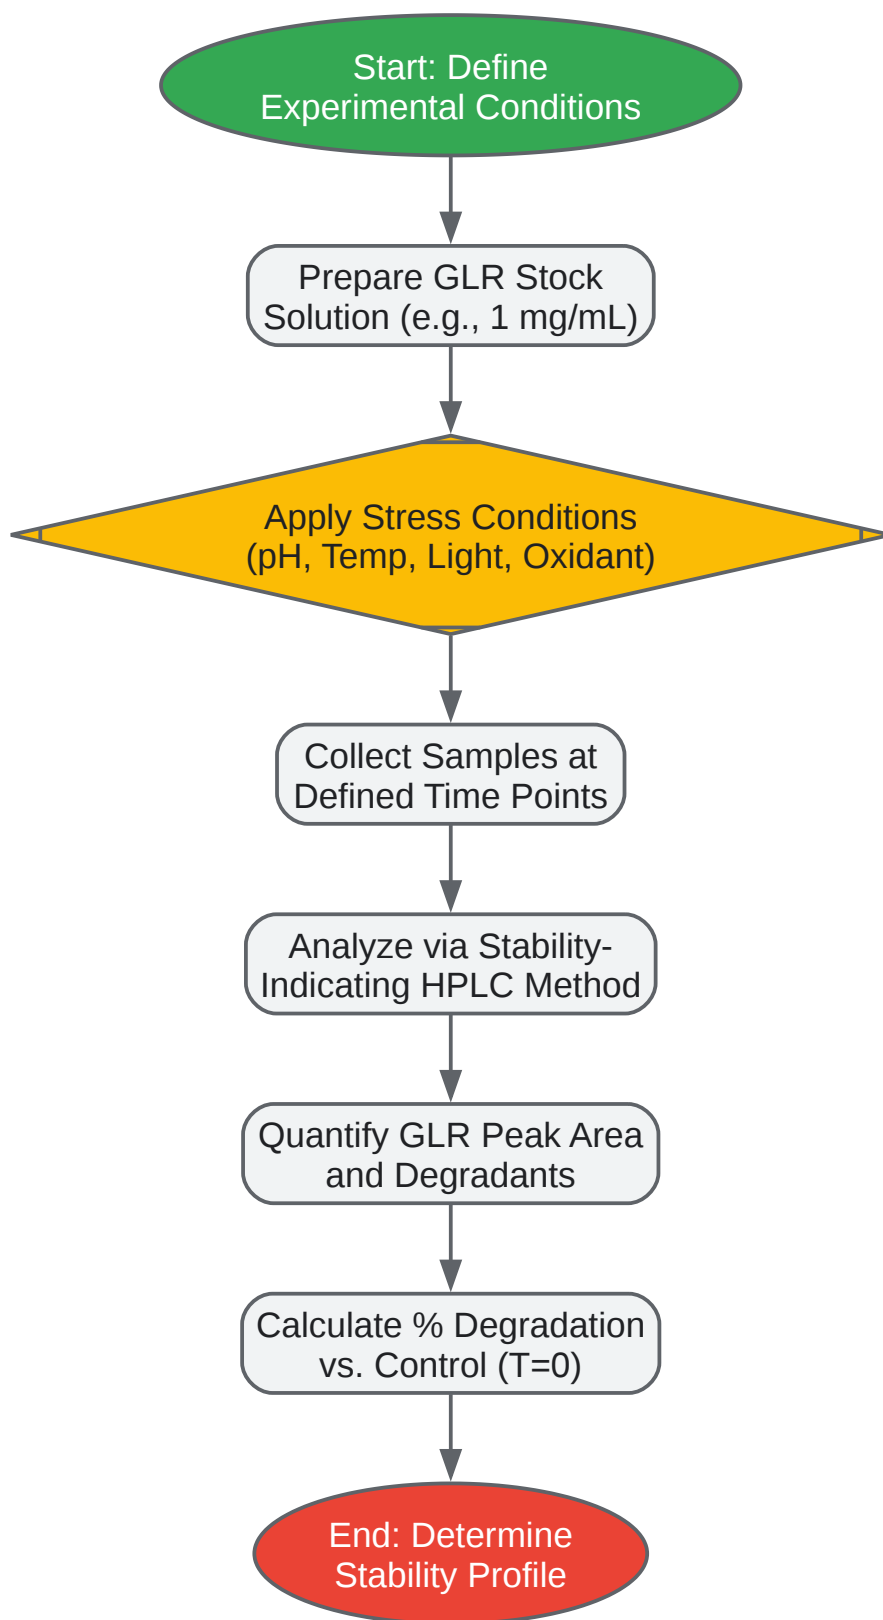 Start: Define
Experimental Conditions
Prepare GLR Stock
Solution (e.g., 1 mg/mL)
Apply Stress Conditions
(pH, Temp, Light, Oxidant)
Collect Samples at
Defined Time Points
Analyze via Stability-
Indicating HPLC Method
Quantify GLR Peak Area
and Degradants
Calculate % Degradation
vs. Control (T=0)
End: Determine
Stability Profile